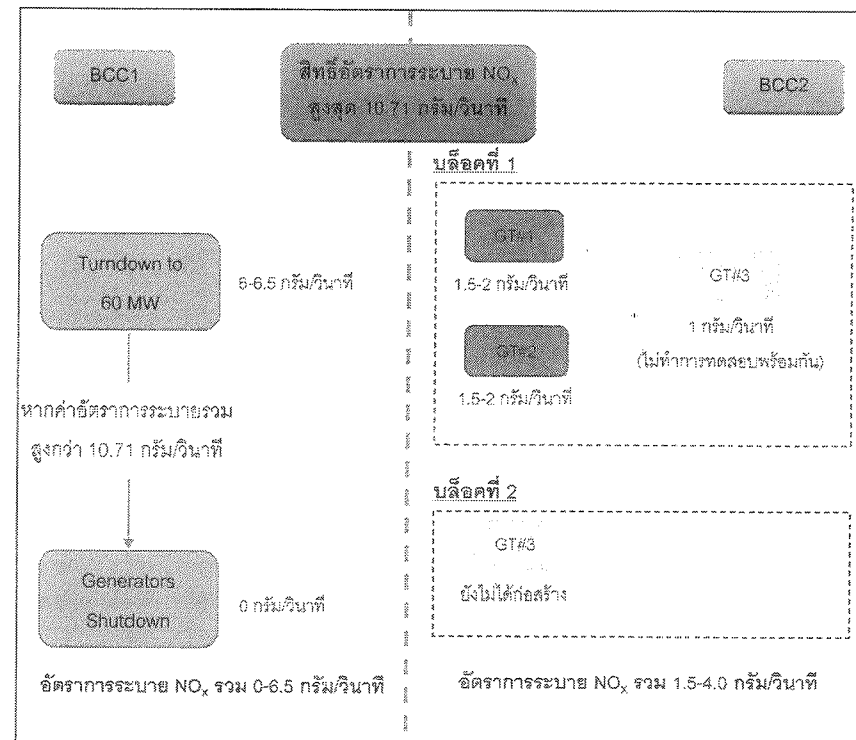 BCC1
สิทธิ์อัตราการระบาย NOx
สูงสุด 10.71 กรัม/วินาที
BCC2
Turndown to
60 MW
6-6.5 กรัม/วินาที
หากค่าอัตราการระบายรวม
สูงกว่า 10.71 กรัม/วินาที
Generators
Shutdown
0 กรัม/วินาที
อัตราการระบาย NOx รวม 0-6.5 กรัม/วินาที
บล็อคที่ 1
GT#1
1.5-2 กรัม/วินาที
GT#2
1.5-2 กรัม/วินาที
GT#3
1 กรัม/วินาที
(ไม่ทำการทดสอบพร้อมกัน)
บล็อคที่ 2
GT#3
ยังไม่ได้ก่อสร้าง
อัตราการระบาย NOx รวม 1.5-4.0 กรัม/วินาที